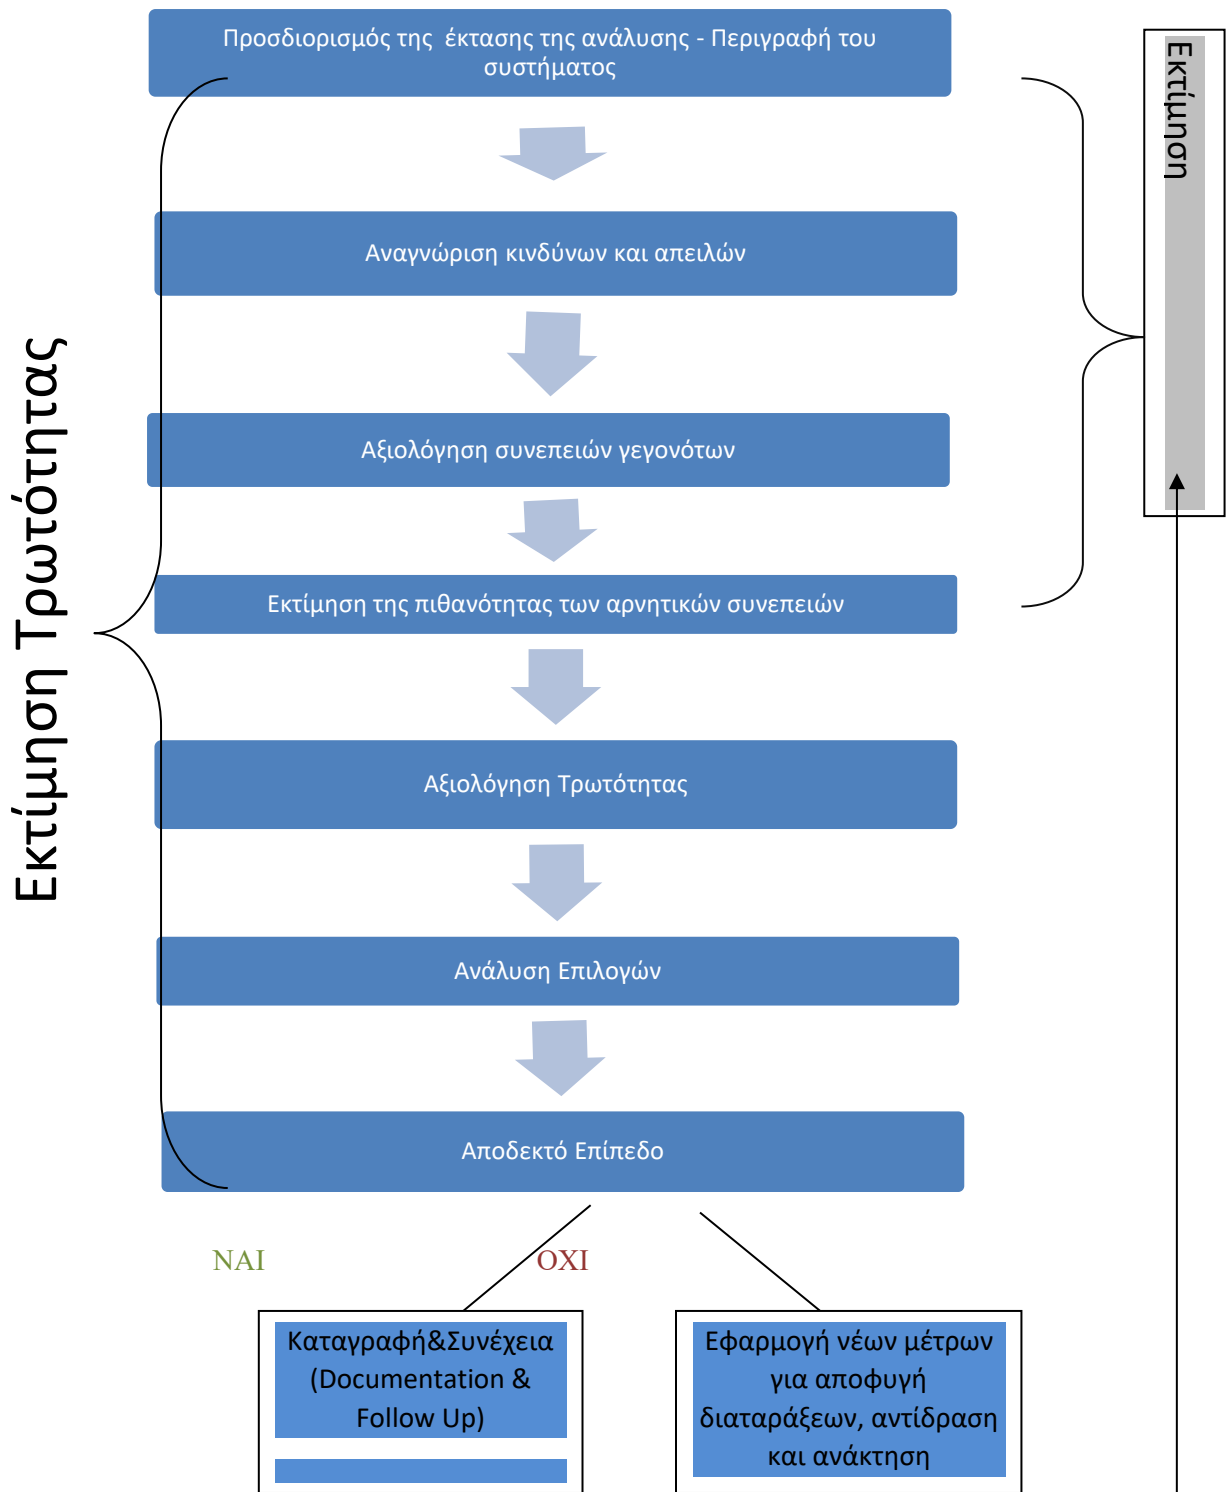 Προσδιορισμός της έκτασης της ανάλυσης - Περιγραφή του
συστήματος
Εκτίμηση
Αναγνώριση κινδύνων και απειλών
Αξιολόγηση συνεπειών γεγονότων
Εκτίμηση της πιθανότητας των αρνητικών συνεπειών
Εκτίμηση Τρωτότητας
Αξιολόγηση Τρωτότητας
Ανάλυση Επιλογών
Αποδεκτό Επίπεδο
ΝΑΙ
ΟΧΙ
Καταγραφή&Συνέχεια
(Documentation &
Follow Up)
Εφαρμογή νέων μέτρων
για αποφυγή
διαταράξεων, αντίδραση
και ανάκτηση